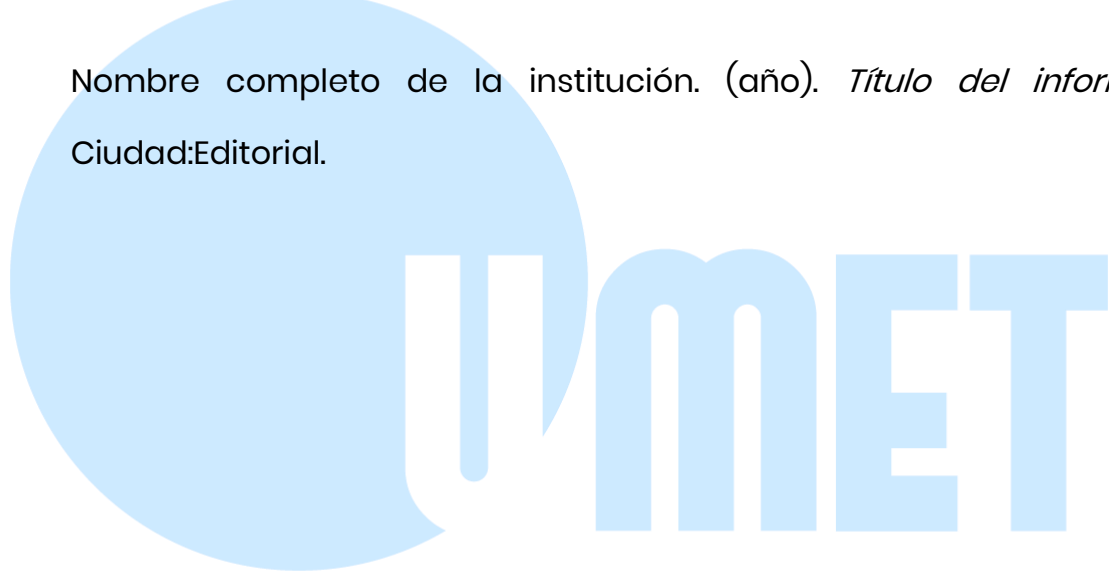 Nombre completo de la institución. (año). Título del
Ciudad:Editorial.
UMET